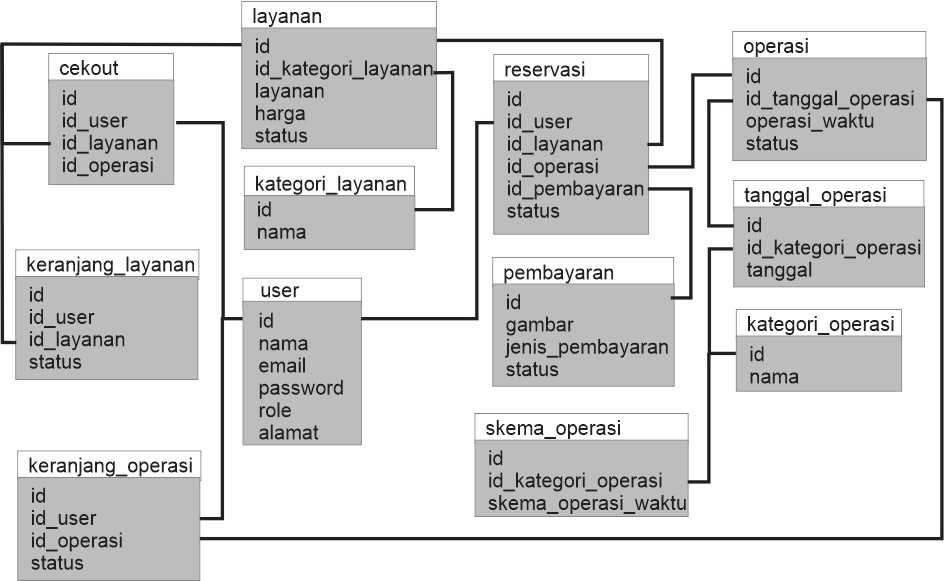 layanan
id
id_kategori_layanan
layanan
harga
status
cekout
id
id_user
id_layanan
id_operasi
kategori_layanan
id
nama
keranjang_layanan
id
id_user
id_layanan
status
user
id
nama
email
password
role
alamat
keranjang_operasi
id
id_user
id_operasi
status
reservasi
id
id_user
id_layanan
id_operasi
id_pembayaran
status
pembayaran
id
gambar
jenis_pembayaran
status
skema_operasi
id
id_kategori_operasi
skema_operasi_waktu
operasi
id
id_tanggal_operasi
operasi_waktu
status
tanggal_operasi
id
id_kategori_operasi
tanggal
kategori_operasi
id
nama